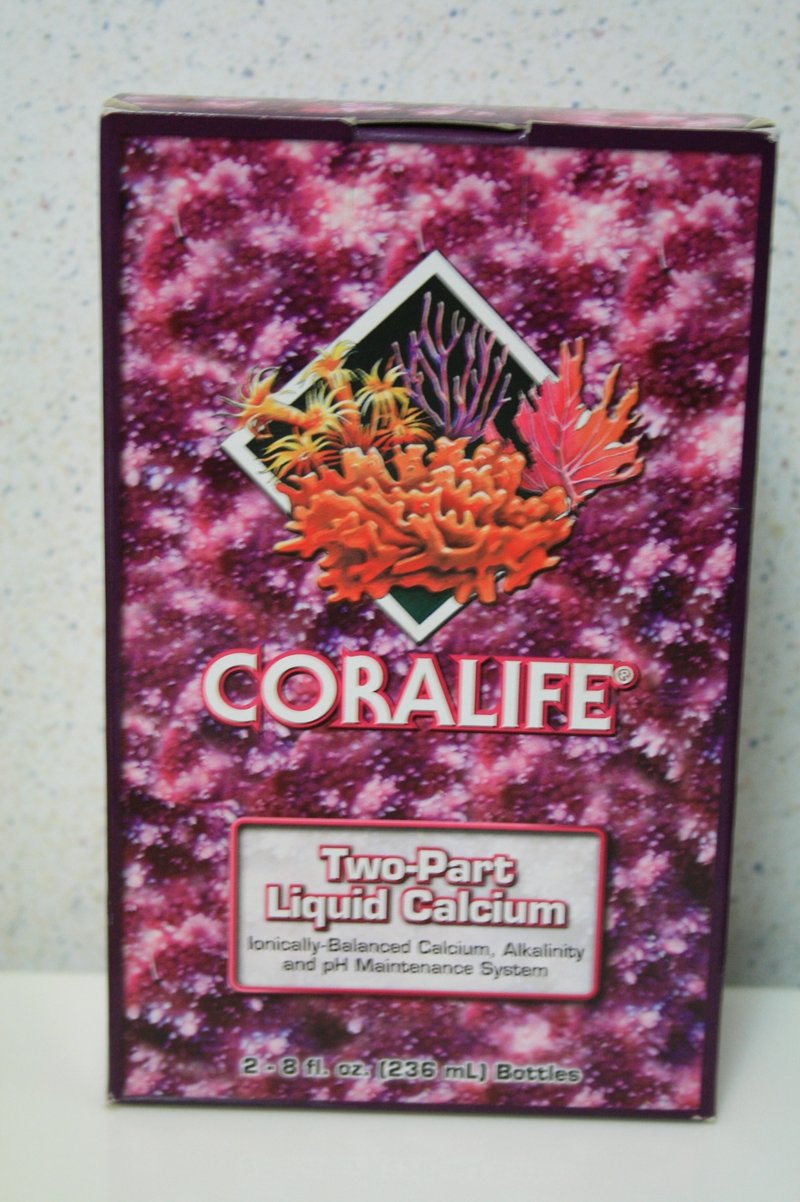 CORALIFE®
Two-Part
Liquid Calcium
Ionically-Balanced Calcium, Alkalinity
and pH Maintenance System
2 - 8 fl. oz. (236 mL) Bottles